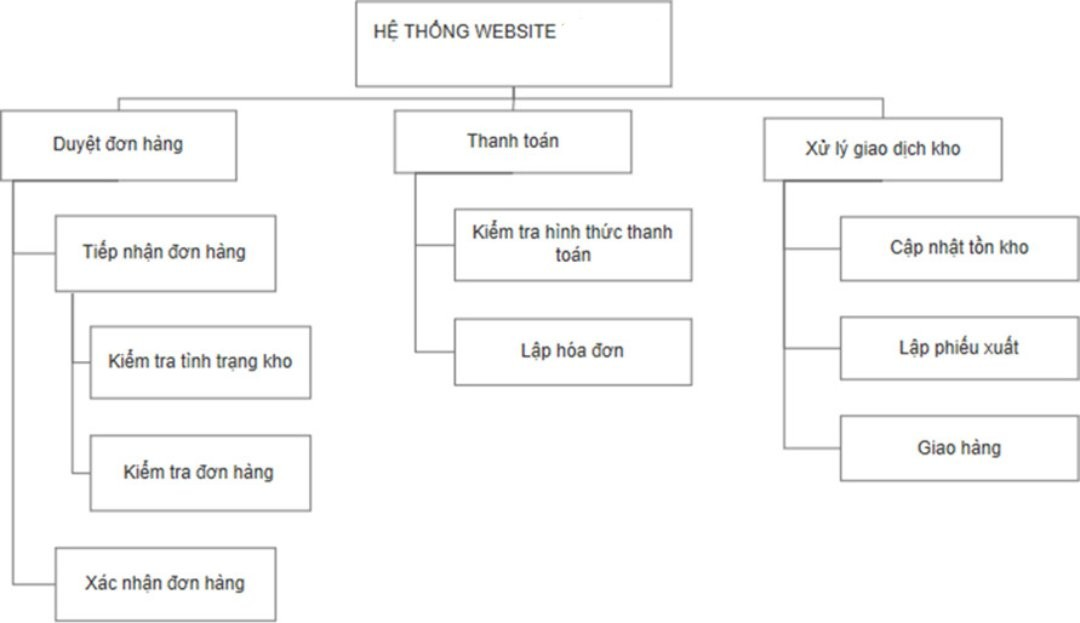 HỆ THỐNG WEBSITE
Duyệt đơn hàng
Tiếp nhận đơn hàng
Kiểm tra tình trạng kho
Kiểm tra đơn hàng
Xác nhận đơn hàng
Thanh toán
Kiểm tra hình thức thanh
toán
Lập hóa đơn
Xử lý giao dịch kho
Cập nhật tồn kho
Lập phiếu xuất
Giao hàng